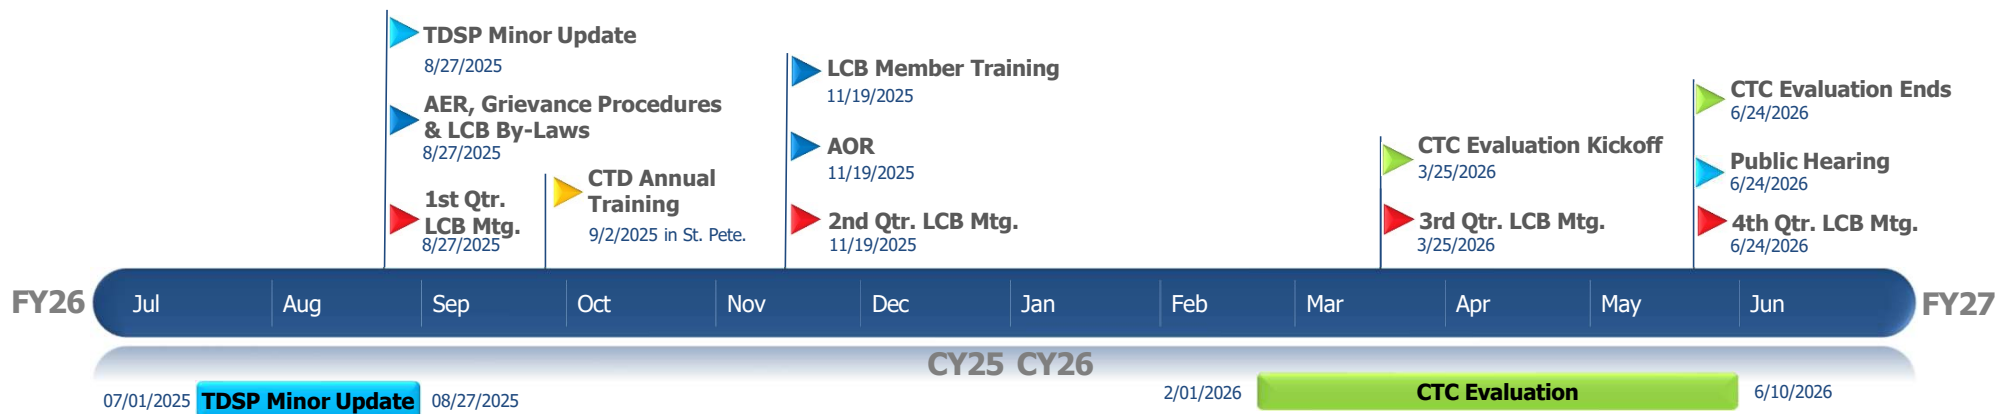 TDSP Minor Update
8/27/2025
AER, Grievance Procedures
& LCB By-Laws
8/27/2025
1st Qtr.
LCB Mtg.
8/27/2025
CTD Annual
Training
9/2/2025 in St. Pete.
LCB Member Training
11/19/2025
AOR
11/19/2025
2nd Qtr. LCB Mtg.
11/19/2025
CTC Evaluation Kickoff
3/25/2026
3rd Qtr. LCB Mtg.
3/25/2026
CTC Evaluation Ends
6/24/2026
Public Hearing
6/24/2026
4th Qtr. LCB Mtg.
6/24/2026
FY26 Jul Aug Sep Oct Nov Dec Jan Feb Mar Apr May Jun FY27
CY25 CY26
07/01/2025 TDSP Minor Update 08/27/2025
2/01/2026 CTC Evaluation 6/10/2026